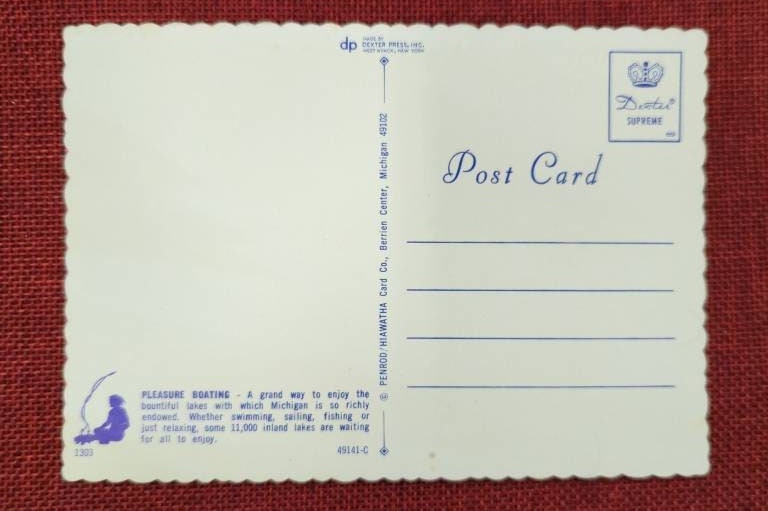 dp
MADE BY
DEXTER PRESS, INC.
WEST NYACK, NEW YORK
Dexter®
SUPREME
Post Card
© PENROD/HIAWATHA Card Co., Berrien Center, Michigan 49102
PLEASURE BOATING - A grand way to enjoy the
bountiful lakes with which Michigan is so richly
endowed. Whether swimming, sailing, fishing or
just relaxing, some 11,000 inland lakes are waiting
for all to enjoy.
1303
49141-C